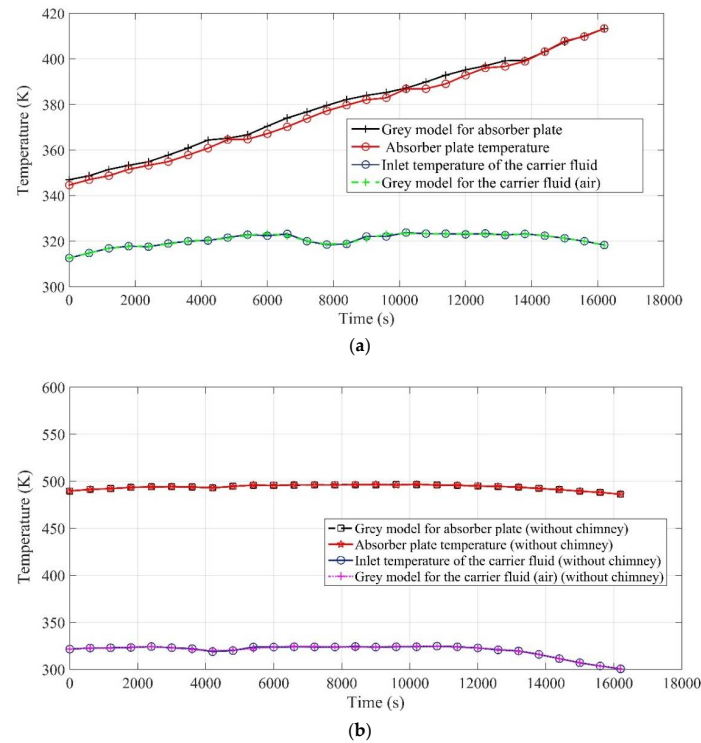 420
400
380
360
340
320
300
Temperature (K)
Grey model for absorber plate
Absorber plate temperature
Inlet temperature of the carrier fluid
Grey model for the carrier fluid (air)
0 2000 4000 6000 8000 10000 12000 14000 16000 18000
Time (s)
(a)
600
550
500
450
400
350
300
Temperature (K)
Grey model for absorber plate (without chimney)
Absorber plate temperature (without chimney)
Inlet temperature of the carrier fluid (without chimney)
Grey model for the carrier fluid (air) (without chimney)
0 2000 4000 6000 8000 10000 12000 14000 16000 18000
Time (s)
(b)